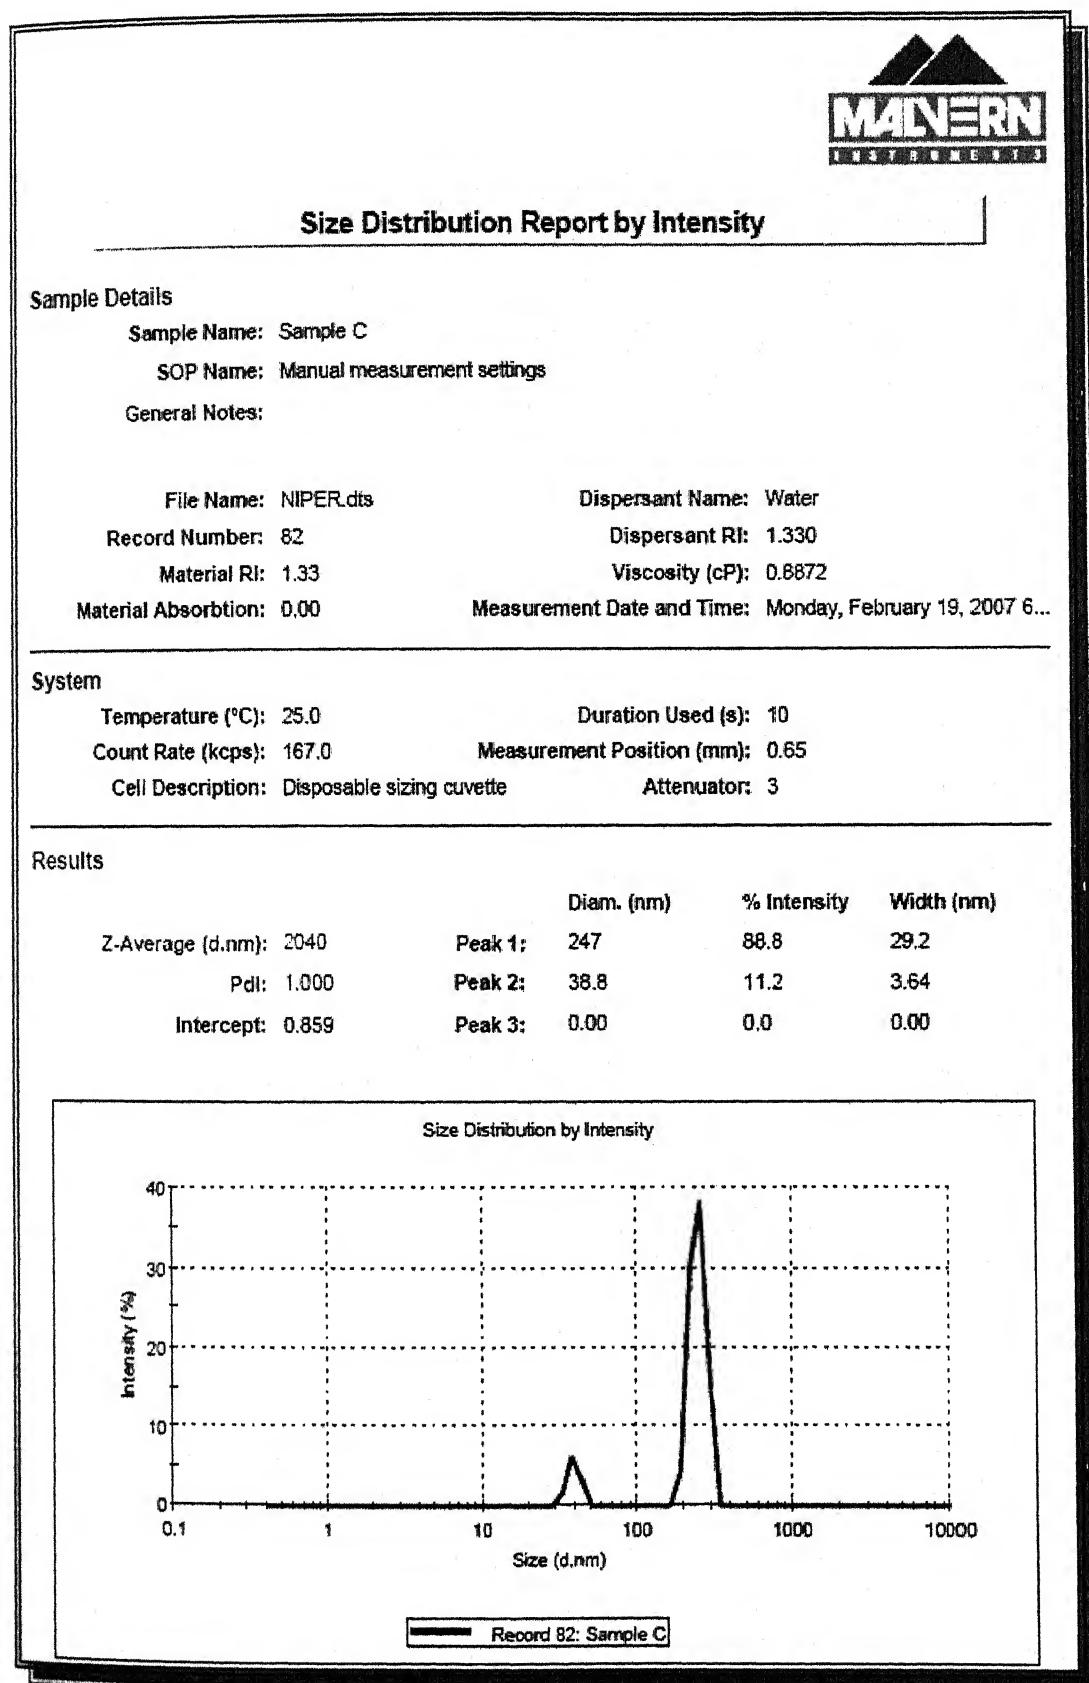 MALVERN
INSTRUMENTS
Size Distribution Report by Intensity
Sample Details
Sample Name: Sample C
SOP Name: Manual measurement settings
General Notes:
File Name: NIPER.dts Dispersant Name: Water
Record Number: 82 Dispersant RI: 1.330
Material RI: 1.33 Viscosity (cP): 0.8872
Material Absorbtion: 0.00 Measurement Date and Time: Monday, February 19, 2007 6...
System
Temperature (ºC): 25.0 Duration Used (s): 10
Count Rate (kcps): 167.0 Measurement Position (mm): 0.65
Cell Description: Disposable sizing cuvette Attenuator: 3
Results
Diam. (nm) % Intensity Width (nm)
Z-Average (d.nm): 2040 Peak 1: 247 88.8 29.2
PdI: 1.000 Peak 2: 38.8 11.2 3.64
Intercept: 0.859 Peak 3: 0.00 0.0 0.00
Size Distribution by Intensity
Intensity (%)
40
30
20
10
0
0.1 1 10 100 1000 10000
Size (d.nm)
Record 82: Sample C